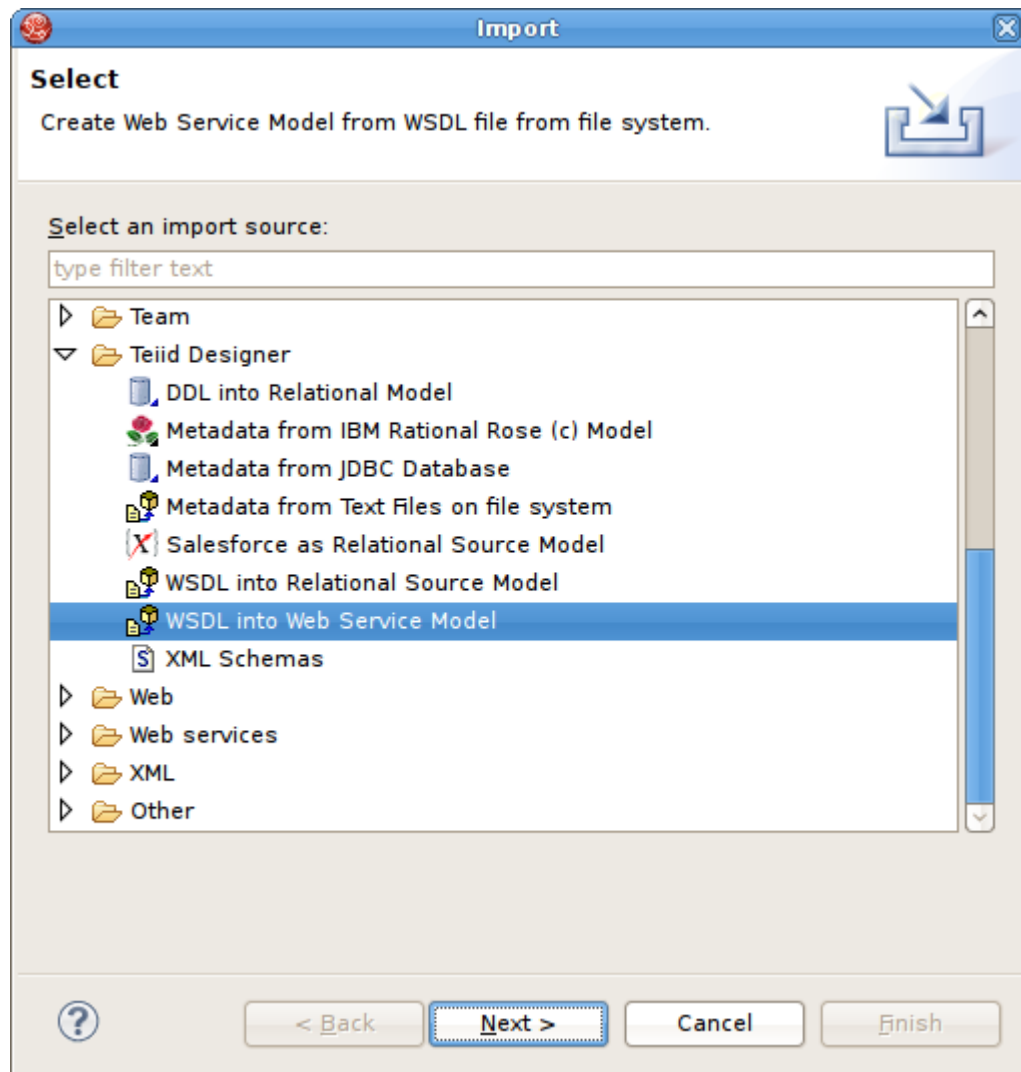 Import
Select
Create Web Service Model from WSDL file from file system.
Select an import source:
type filter text
Team
Teiid Designer
DDL into Relational Model
Metadata from IBM Rational Rose (c) Model
Metadata from JDBC Database
Metadata from Text Files on file system
Salesforce as Relational Source Model
WSDL into Relational Source Model
WSDL into Web Service Model
XML Schemas
Web
Web services
XML
Other
< Back Next > Cancel Finish